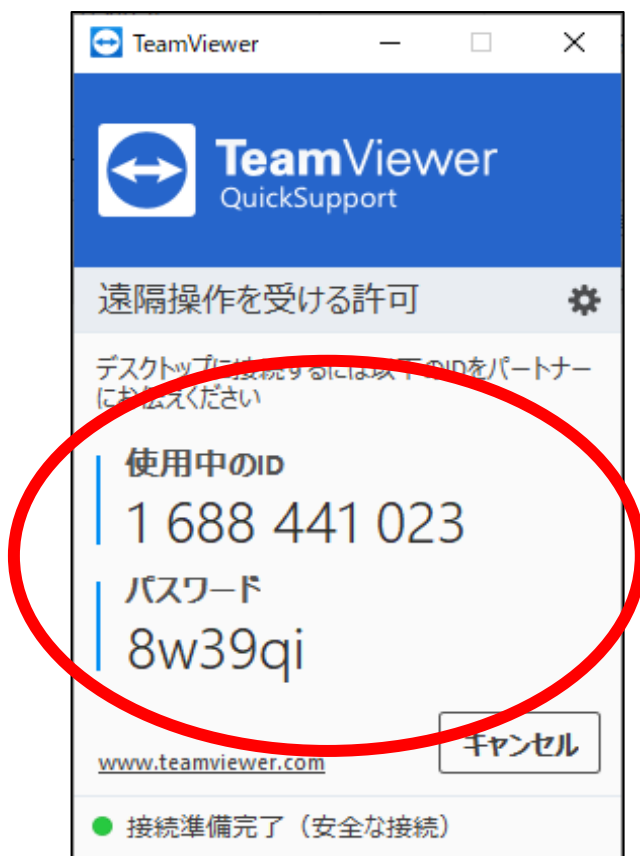 TeamViewer
TeamViewer
QuickSupport
遠隔操作を受ける許可
デスクトップに接続するには以下のIDをパートナー
にお伝えください
使用中のID
1 688 441 023
パスワード
8w39qi
キャンセル
www.teamviewer.com
接続準備完了（安全な接続）